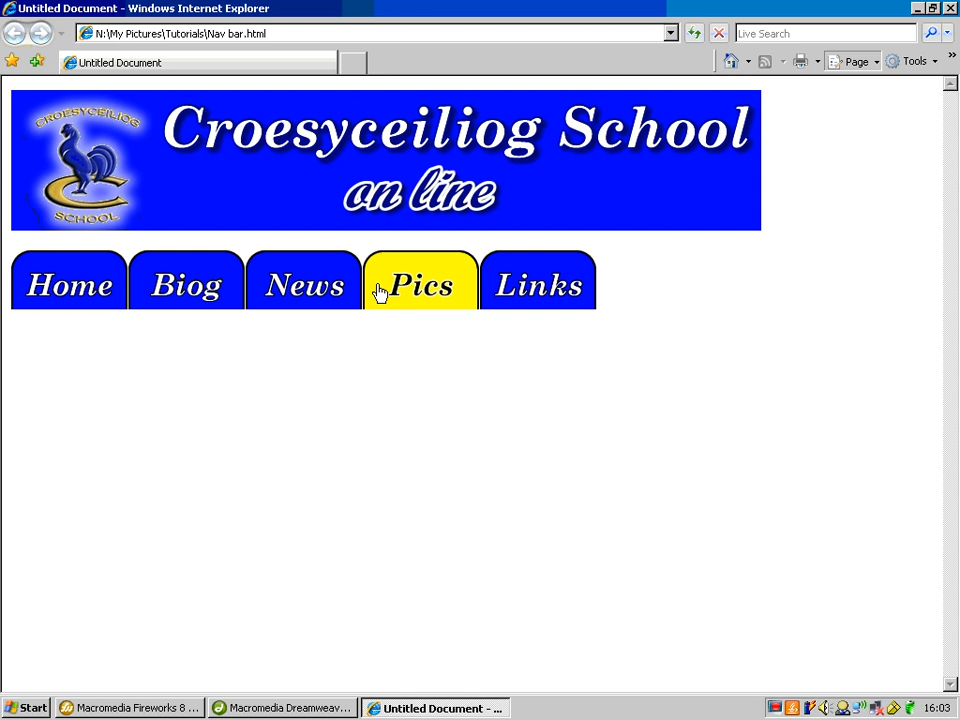 Untitled Document - Windows Internet Explorer
N:\My Pictures\Tutorials\Nav bar.html
Live Search
Untitled Document
Page
Tools
CROESYCEILIOG
SCHOOL
Croesyceiliog School
on line
Home
Biog
News
Pics
Links
Start
Macromedia Fireworks 8 ...
Macromedia Dreamweav...
Untitled Document - ...
16:03